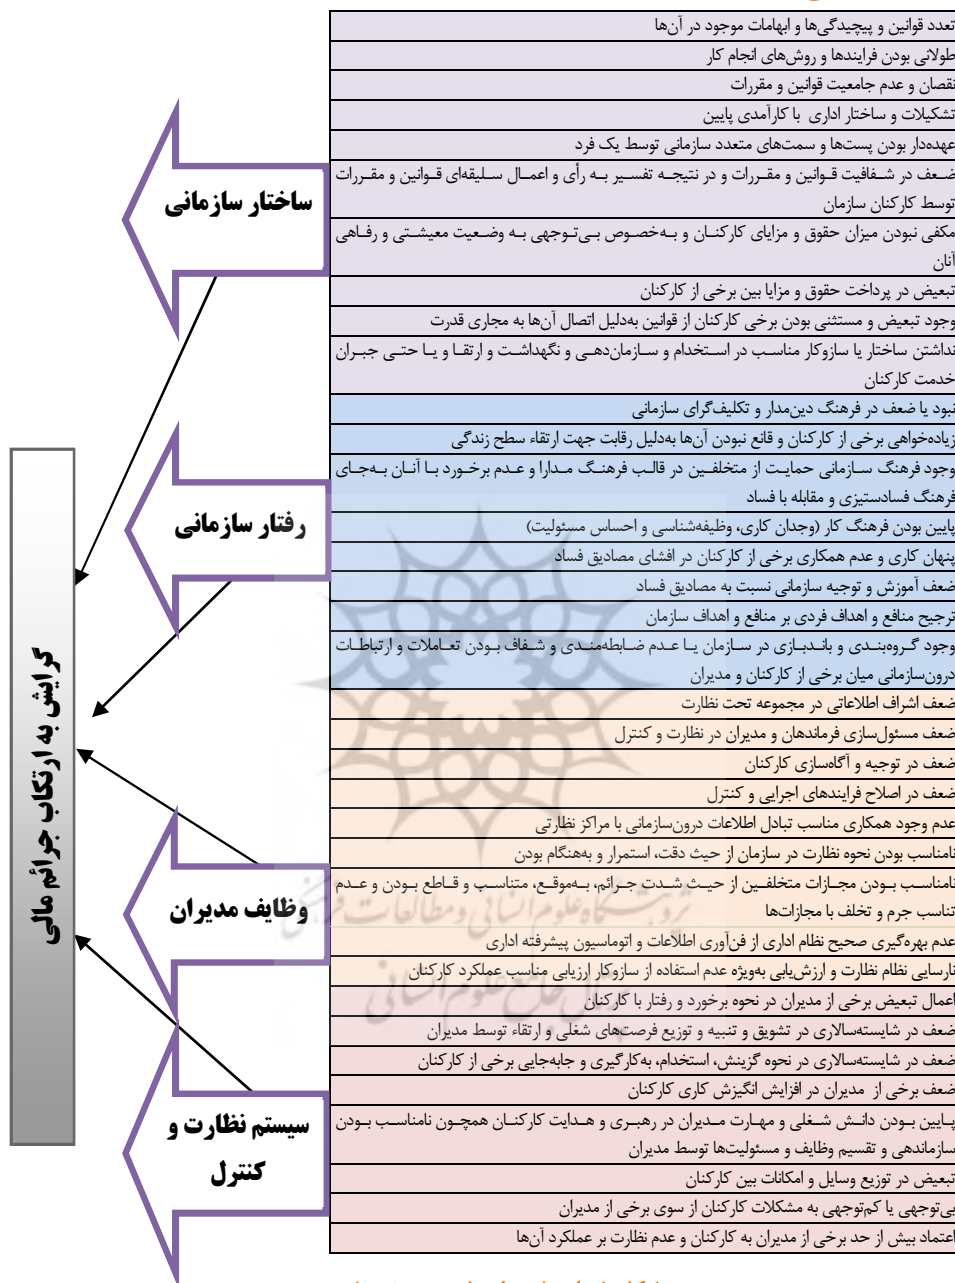 تعدد قوانین و پیچیدگی‌ها و ابهامات موجود در آن‌ها
طولانی بودن فرایندها و روش‌های انجام کار
نقصان و عدم جامعیت قوانین و مقررات
تشکیلات و ساختار اداری با کارآمدی پایین
عهده‌دار بودن پست‌ها و سمت‌های متعدد سازمانی توسط یک فرد
ضعف در شفافیت قوانین و مقررات و در نتیجه تفسیر به رأی و اعمال سلیقه‌ای قوانین و مقررات
توسط کارکنان سازمان
مکفی نبودن میزان حقوق و مزایای کارکنان و به‌خصوص بی‌توجهی به وضعیت معیشتی و رفاهی
آنان
تبعیض در پرداخت حقوق و مزایا بین برخی از کارکنان
وجود تبعیض و مستثنی بودن برخی کارکنان از قوانین به‌دلیل اتصال آن‌ها به مجاری قدرت
نداشتن ساختار یا سازوکار مناسب در استخدام و سازمان‌دهی و نگهداشت و ارتقا و یا حتی جبران
خدمت کارکنان
ساختار سازمانی
نبود یا ضعف در فرهنگ دین‌مدار و تکلیف‌گرای سازمانی
زیاده‌خواهی برخی از کارکنان و قانع نبودن آن‌ها به‌دلیل رقابت جهت ارتقاء سطح زندگی
وجود فرهنگ سازمانی حمایت از متخلفین در قالب فرهنگ مدارا و عدم برخورد با آنان به‌جای
فرهنگ فسادستیزی و مقابله با فساد
پایین بودن فرهنگ کار (وجدان کاری، وظیفه‌شناسی و احساس مسئولیت)
پنهان کاری و عدم همکاری برخی از کارکنان در افشای مصادیق فساد
ضعف آموزش و توجیه سازمانی نسبت به مصادیق فساد
ترجیح منافع و اهداف فردی بر منافع و اهداف سازمان
وجود گروه‌بندی و باندبازی در سازمان یا عدم ضابطه‌مندی و شفاف بودن تعاملات و ارتباطات
درون‌سازمانی میان برخی از کارکنان و مدیران
رفتار سازمانی
ضعف اشراف اطلاعاتی در مجموعه تحت نظارت
ضعف مسئول‌سازی فرماندهان و مدیران در نظارت و کنترل
ضعف در توجیه و آگاه‌سازی کارکنان
ضعف در اصلاح فرایندهای اجرایی و کنترل
عدم وجود همکاری مناسب تبادل اطلاعات درون‌سازمانی با مراکز نظارتی
نامناسب بودن نحوه نظارت در سازمان از حیث دقت، استمرار و به‌هنگام بودن
نامناسب بودن مجازات متخلفین از حیث شدت جرائم، به‌موقع، متناسب و قاطع بودن و عدم
تناسب جرم و تخلف با مجازات‌ها
عدم بهره‌گیری صحیح نظام اداری از فن‌آوری اطلاعات و اتوماسیون پیشرفته اداری
نارسایی نظام نظارت و ارزش‌یابی به‌ویژه عدم استفاده از سازوکار ارزیابی مناسب عملکرد کارکنان
وظایف مدیران
اعمال تبعیض برخی از مدیران در نحوه برخورد و رفتار با کارکنان
ضعف در شایسته‌سالاری در تشویق و تنبیه و توزیع فرصت‌های شغلی و ارتقاء توسط مدیران
ضعف در شایسته‌سالاری در نحوه گزینش، استخدام، به‌کارگیری و جابه‌جایی برخی از کارکنان
ضعف برخی از مدیران در افزایش انگیزش کاری کارکنان
پایین بودن دانش شغلی و مهارت مدیران در رهبری و هدایت کارکنان همچون نامناسب بودن
سازماندهی و تقسیم وظایف و مسئولیت‌ها توسط مدیران
تبعیض در توزیع وسایل و امکانات بین کارکنان
بی‌توجهی یا کم‌توجهی به مشکلات کارکنان از سوی برخی از مدیران
اعتماد بیش از حد برخی از مدیران به کارکنان و عدم نظارت بر عملکرد آن‌ها
سیستم نظارت و
کنترل
گرایش به ارتکاب جرائم مالی
پژوهشگاه علوم انسانی و مطالعات فرهنگی
پرتال جامع علوم انسانی